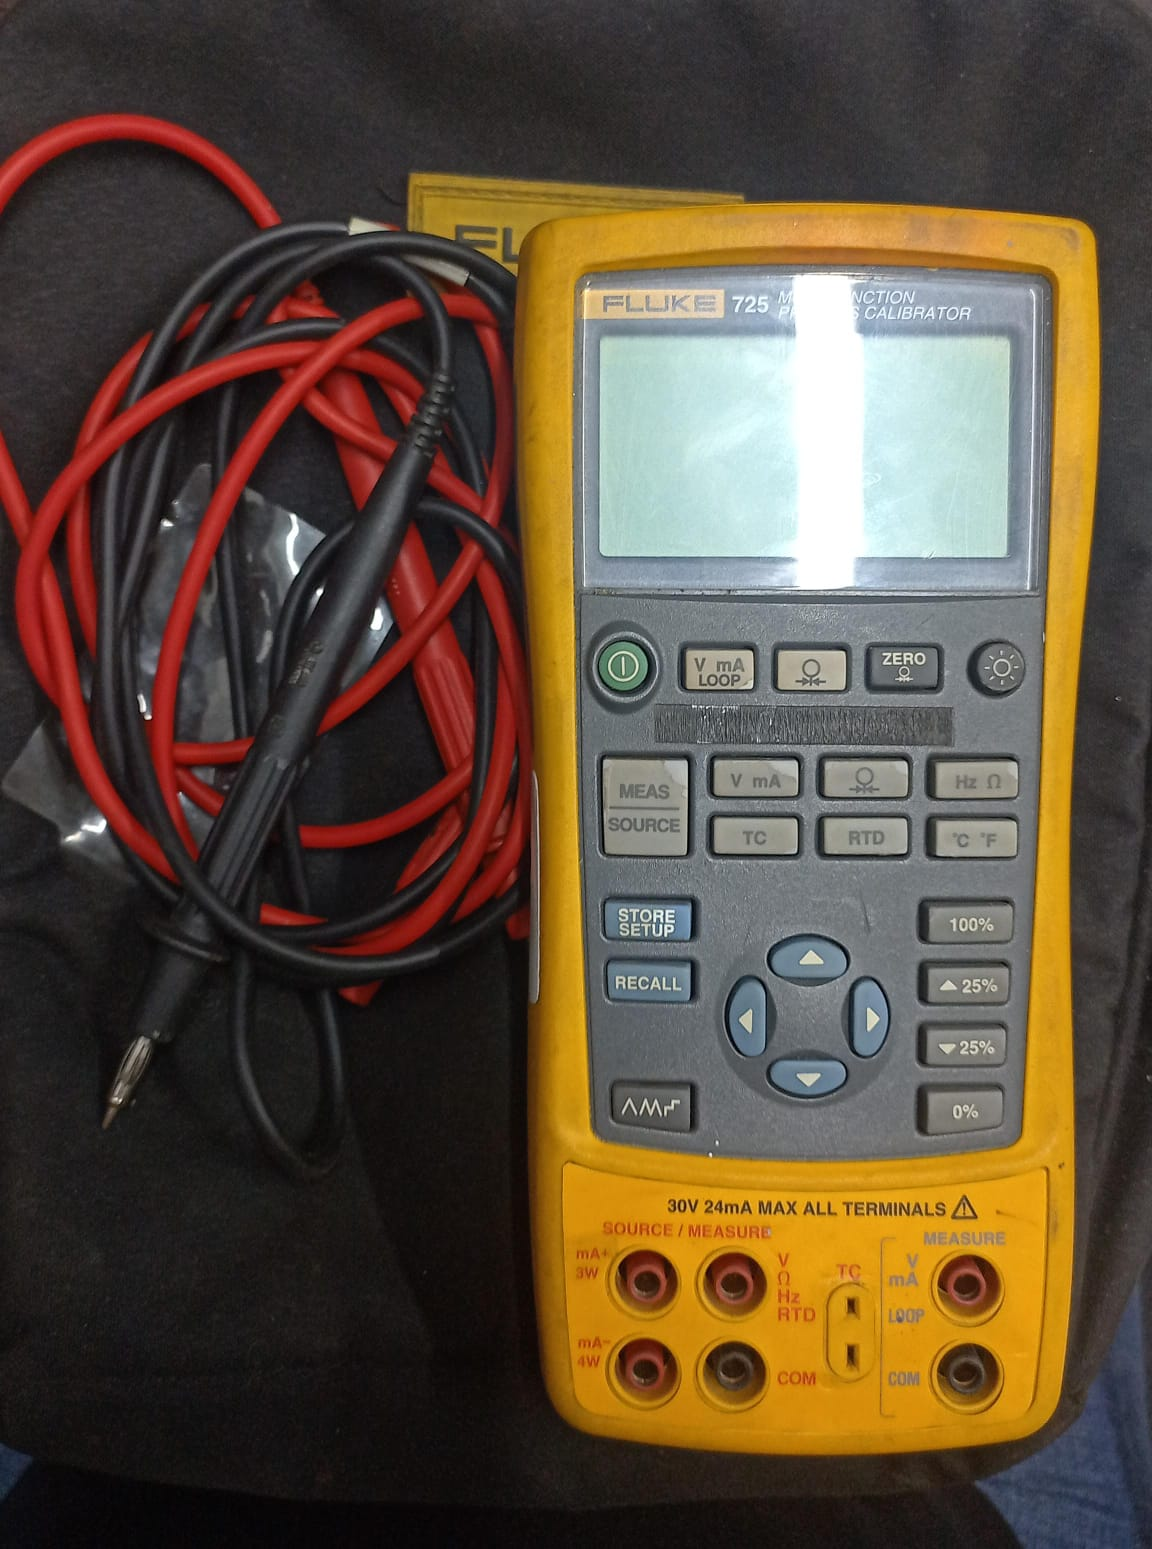 FLUKE 725
CALIBRATOR
V mA
LOOP
ZERO
MEAS
SOURCE
V mA
Hz Ω
TC
RTD
°C °F
STORE
SETUP
100%
RECALL
▲ 25%
▼ 25%
0%
30V 24mA MAX ALL TERMINALS
SOURCE / MEASURE
MEASURE
mA+
3W
V
Ω
Hz
RTD
TC
V
mA
LOOP
mA−
4W
COM
COM